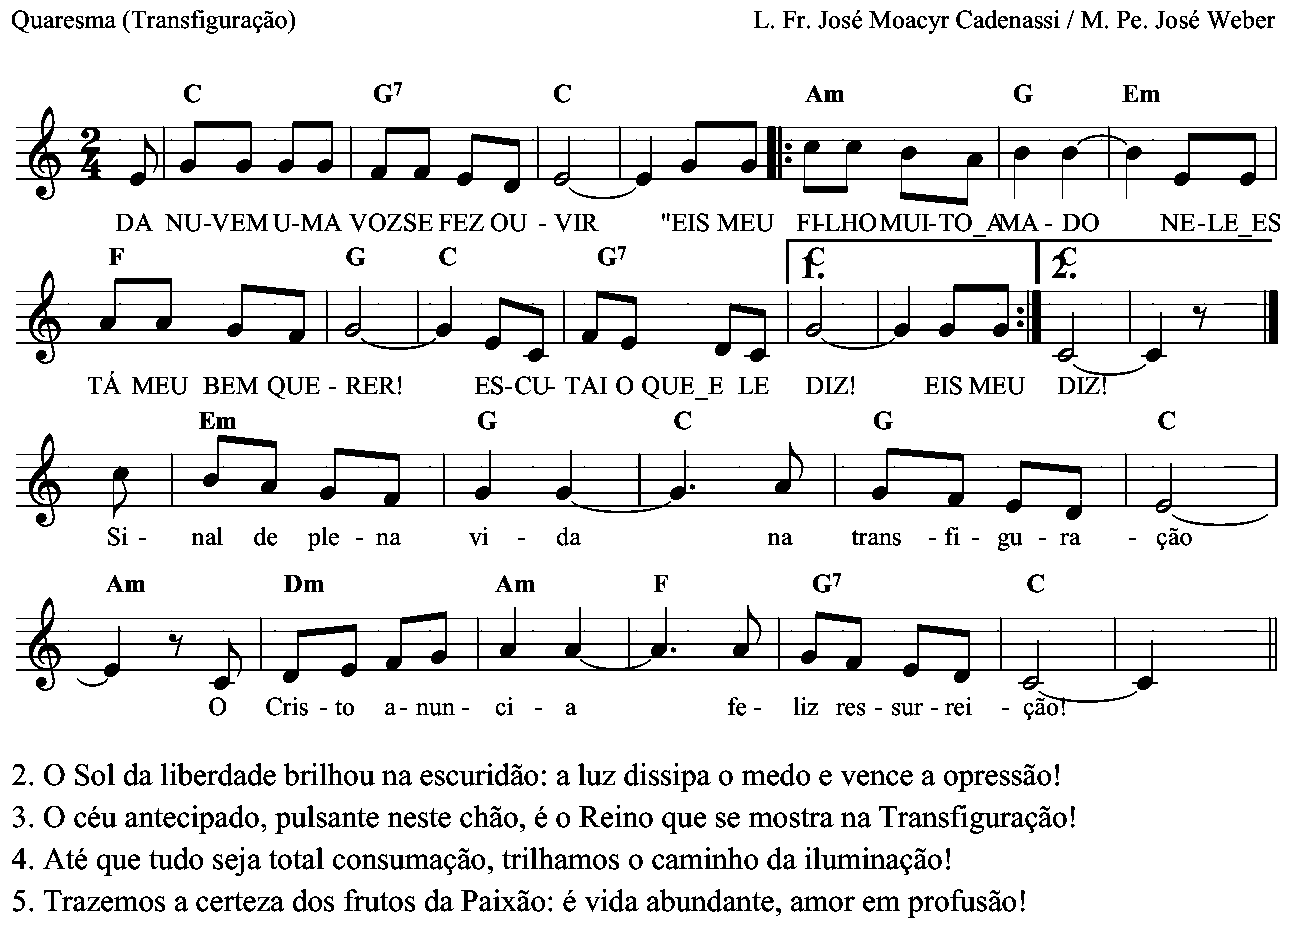 Quaresma (Transfiguração) L. Fr. José Moacyr Cadenassi / M. Pe. José Weber
C G7 C Am G Em
2
4
DA NU-VEM U-MA VOZSE FEZ OU - VIR "EIS MEU FI-LHO MUI-TO_AMA - DO NE-LE_ES
F G C G7 1. C 2. C
TÁ MEU BEM QUE - RER! ES-CU- TAI O QUE_E LE DIZ! EIS MEU DIZ!
Em G C G C
Si - nal de ple - na vi - da na trans - fi - gu - ra - ção
Am Dm Am F G7 C
O Cris - to a - nun - ci - a fe - liz res - sur - rei - ção!
2. O Sol da liberdade brilhou na escuridão: a luz dissipa o medo e vence a opressão!
3. O céu antecipado, pulsante neste chão, é o Reino que se mostra na Transfiguração!
4. Até que tudo seja total consumação, trilhamos o caminho da iluminação!
5. Trazemos a certeza dos frutos da Paixão: é vida abundante, amor em profusão!